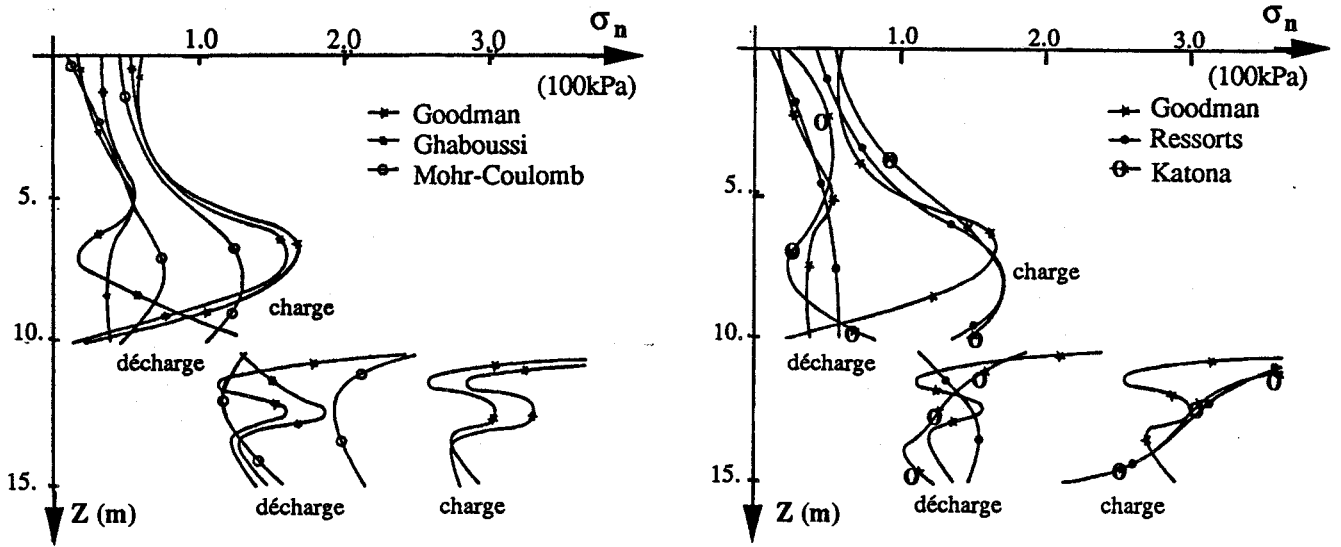 σn
1.0 2.0 3.0
(100kPa)
Goodman
Ghaboussi
Mohr-Coulomb
5.
charge
10.
décharge
15.
décharge
charge
Z (m)
σn
1.0 2.0 3.0
(100kPa)
Goodman
Ressorts
Katona
5.
charge
10.
décharge
15.
décharge
charge
Z (m)